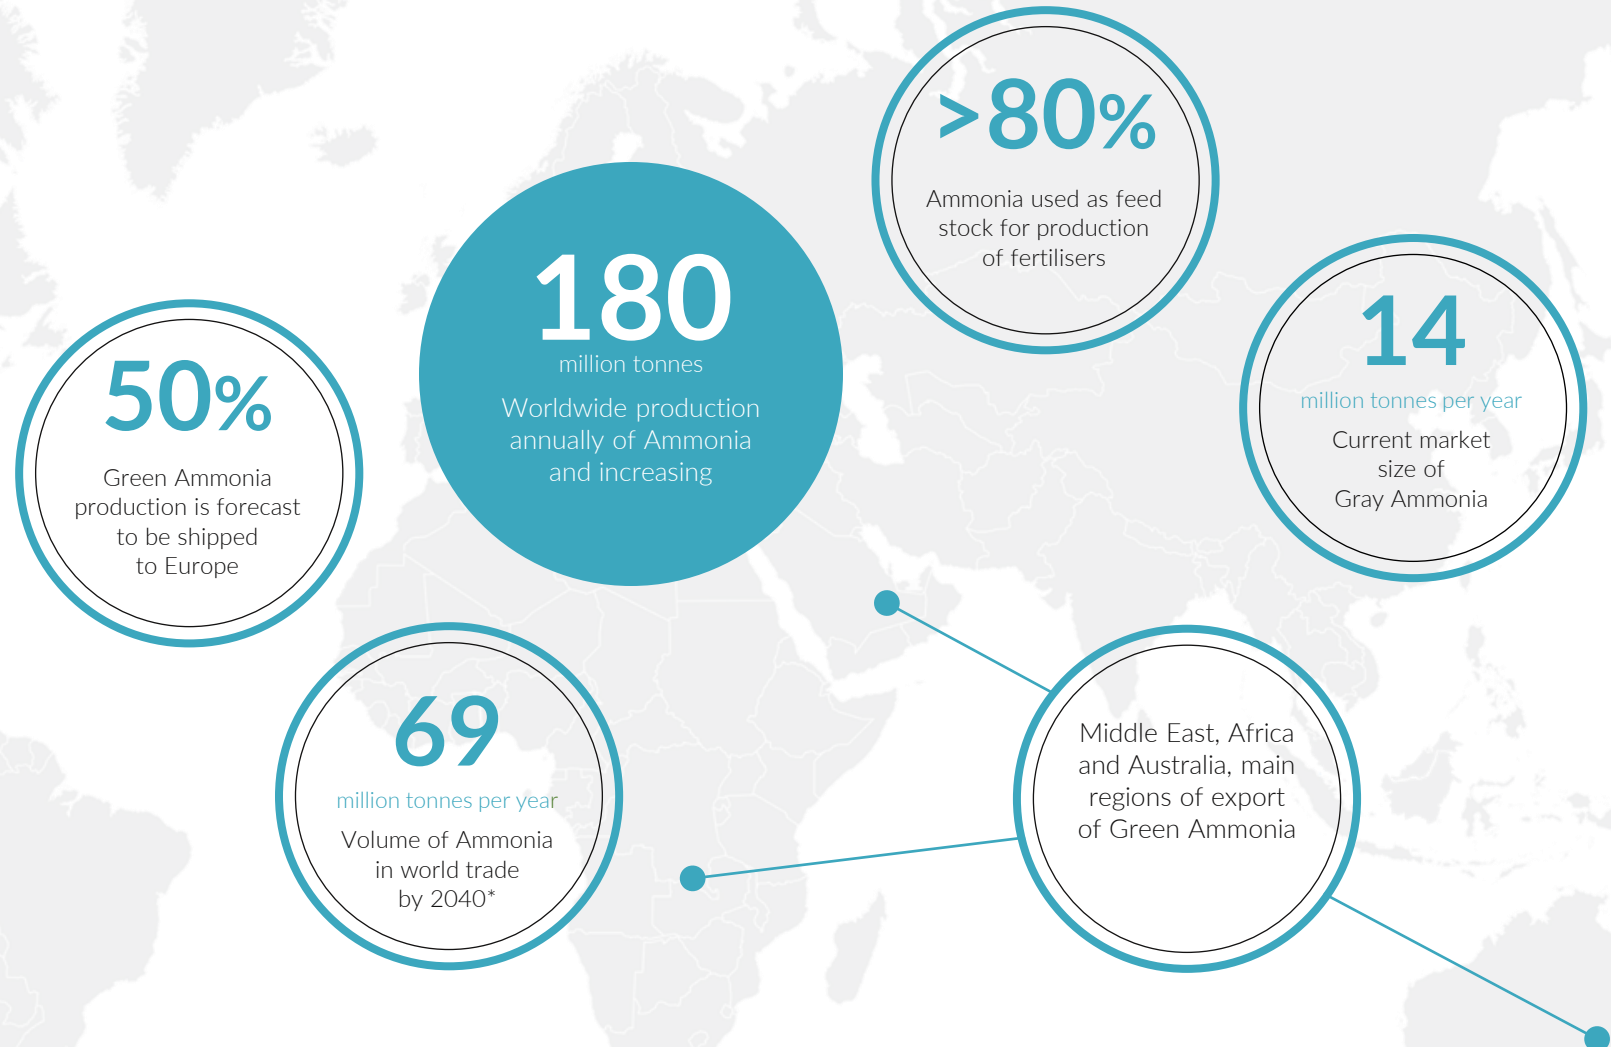 >80%
Ammonia used as feed
stock for production
of fertilisers
180
million tonnes
Worldwide production
annually of Ammonia
and increasing
14
million tonnes per year
Current market
size of
Gray Ammonia
50%
Green Ammonia
production is forecast
to be shipped
to Europe
69
million tonnes per year
Volume of Ammonia
in world trade
by 2040*
Middle East, Africa
and Australia, main
regions of export
of Green Ammonia